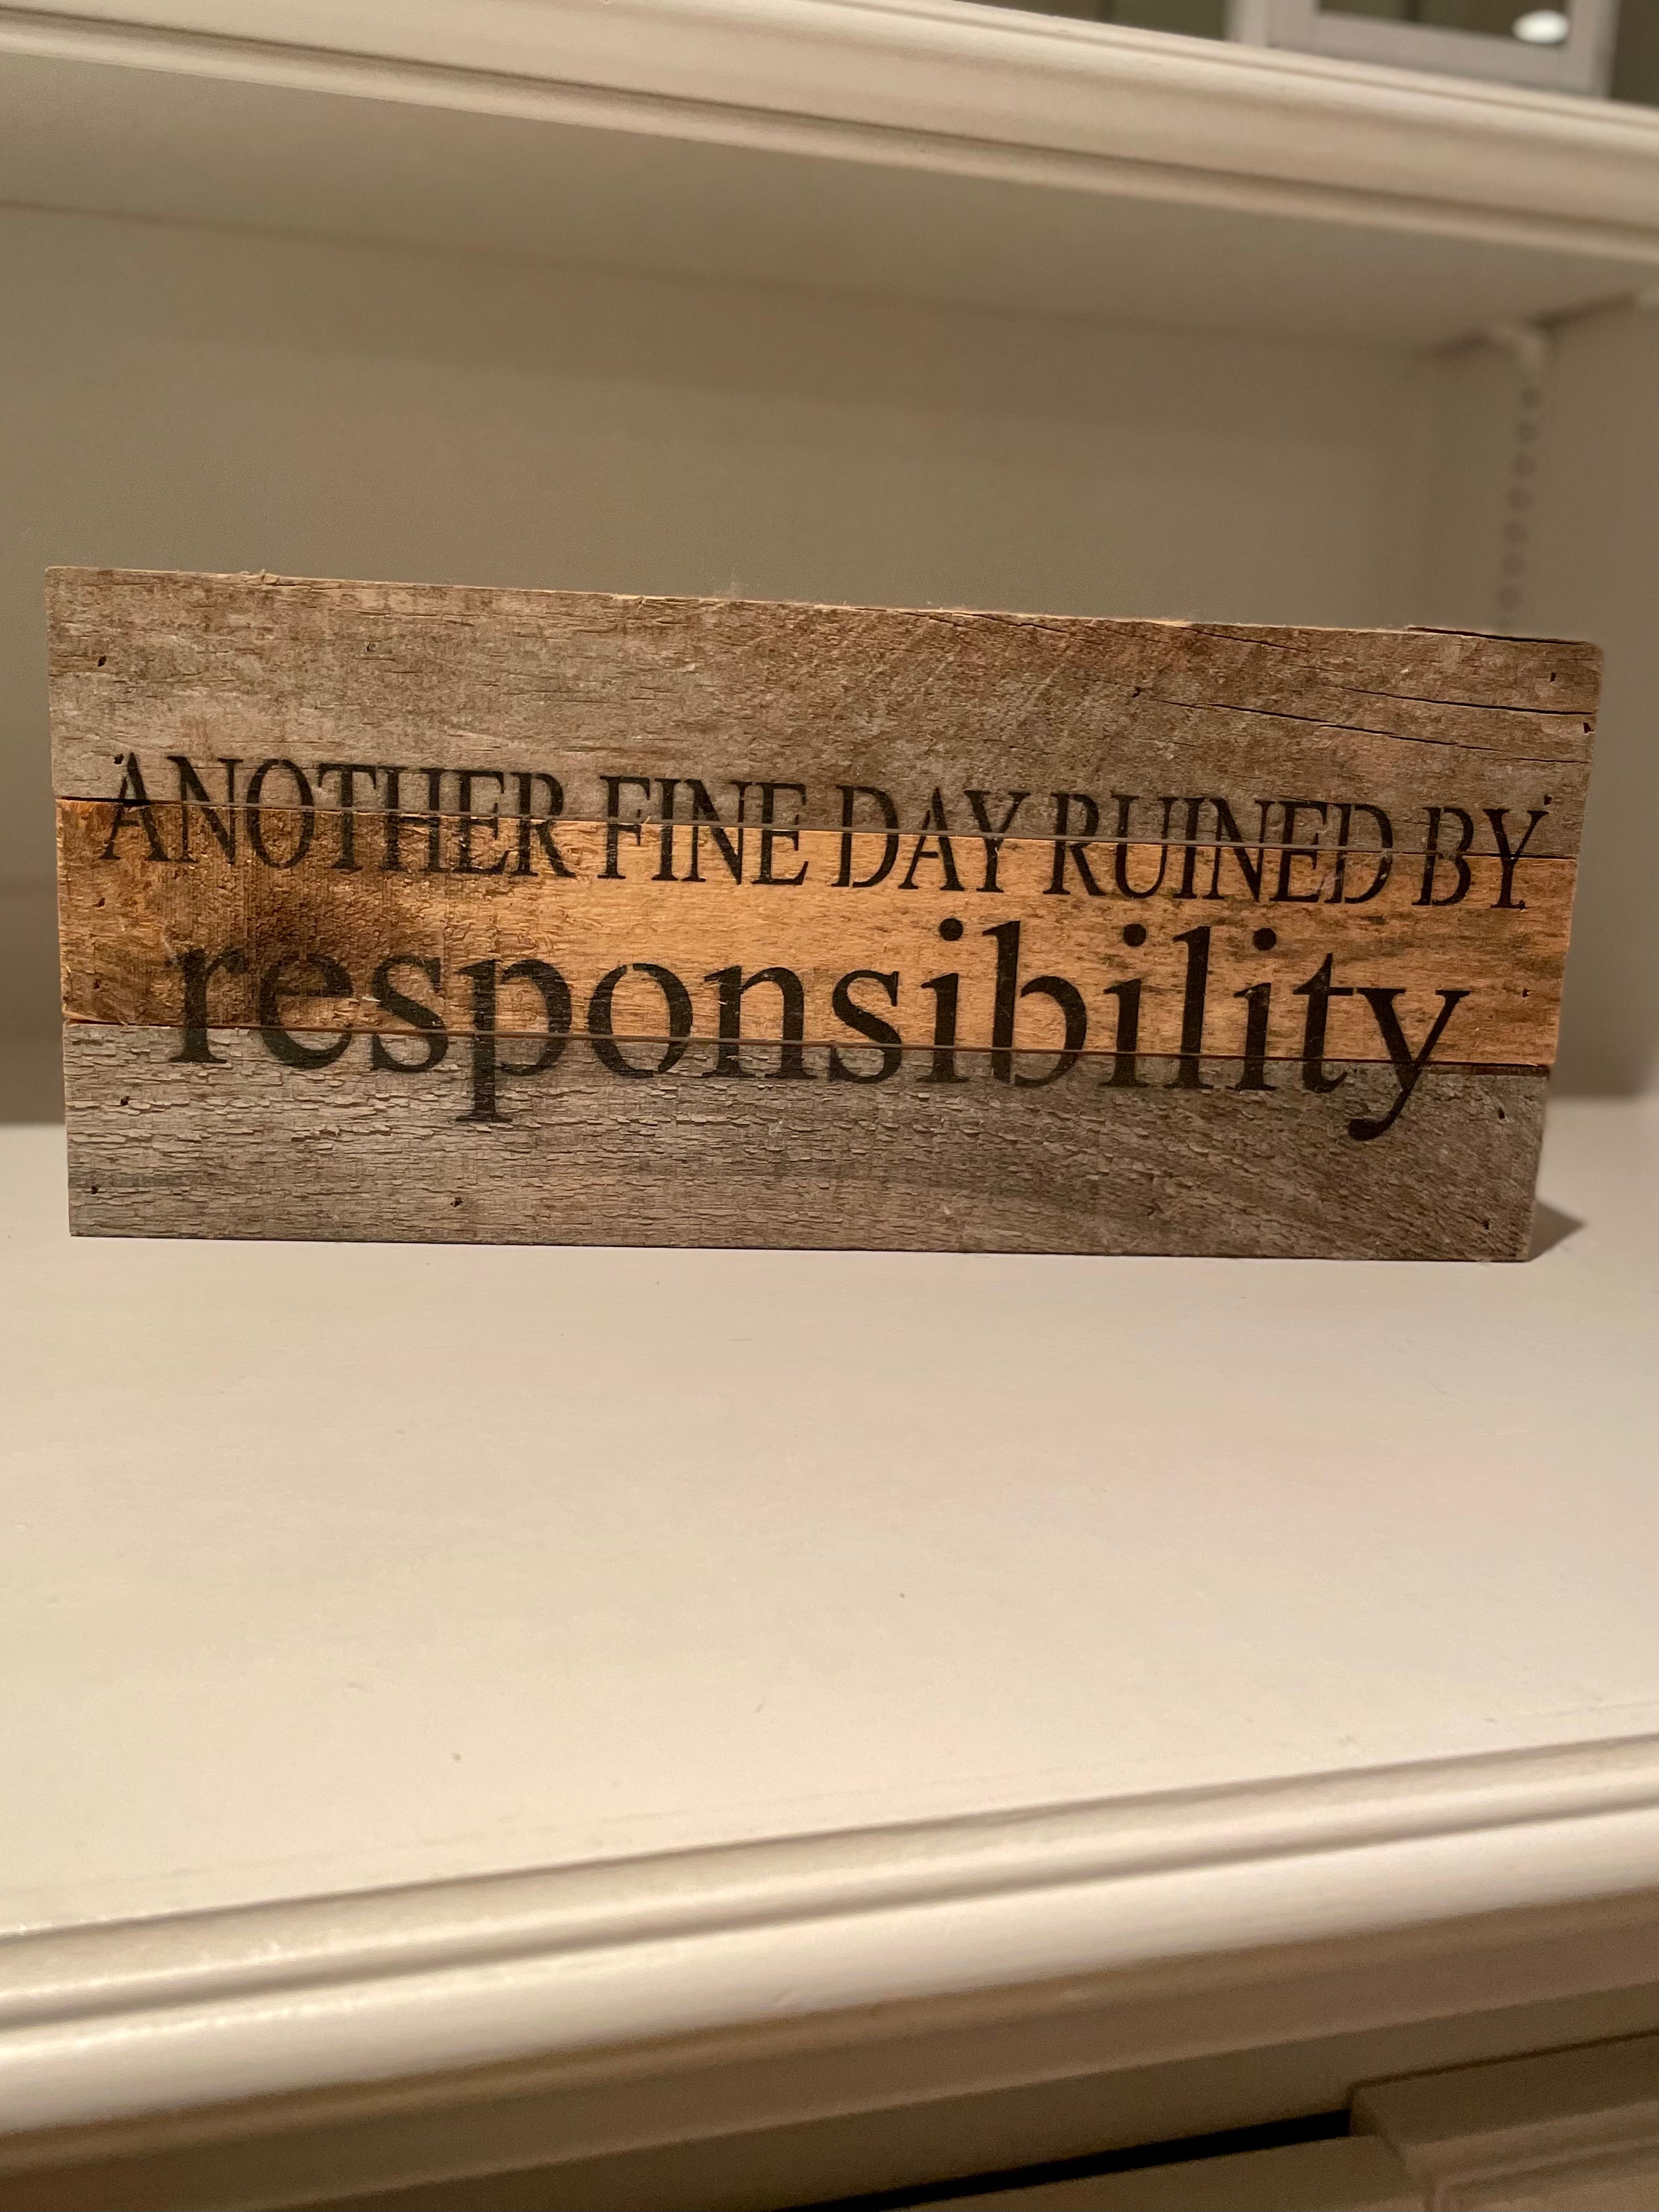 ANOTHER FINE DAY RUINED BY
responsibility